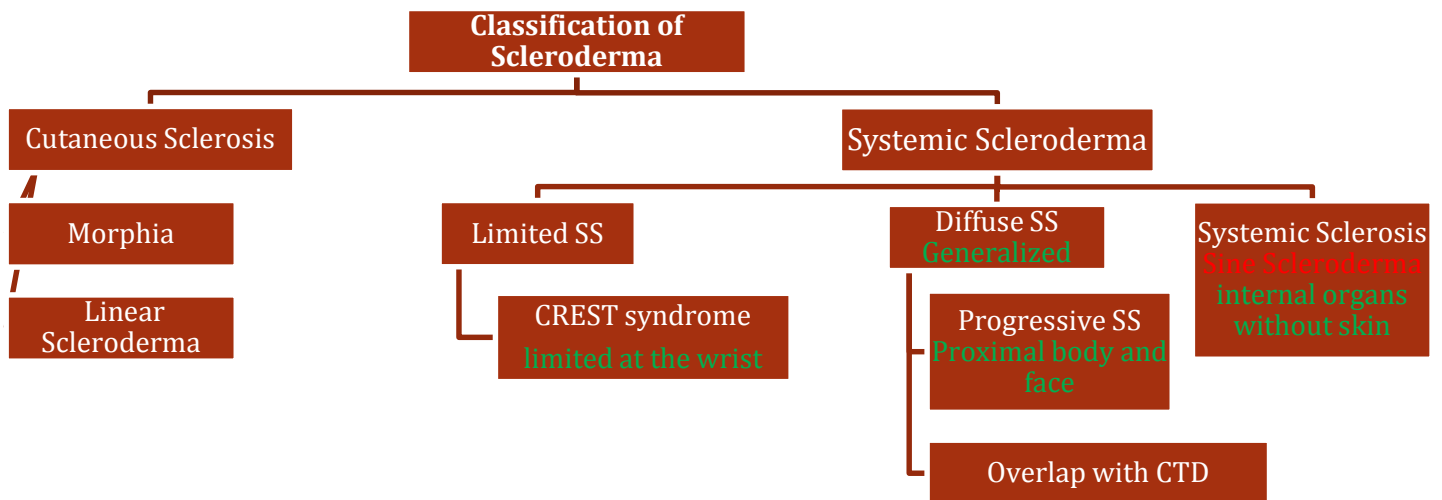 Classification of
Scleroderma
Cutaneous Sclerosis
Morphia
Linear
Scleroderma
Systemic Scleroderma
Limited SS
CREST syndrome
limited at the wrist
Diffuse SS
Generalized
Progressive SS
Proximal body and
face
Overlap with CTD
Systemic Sclerosis
Sine Scleroderma
internal organs
without skin